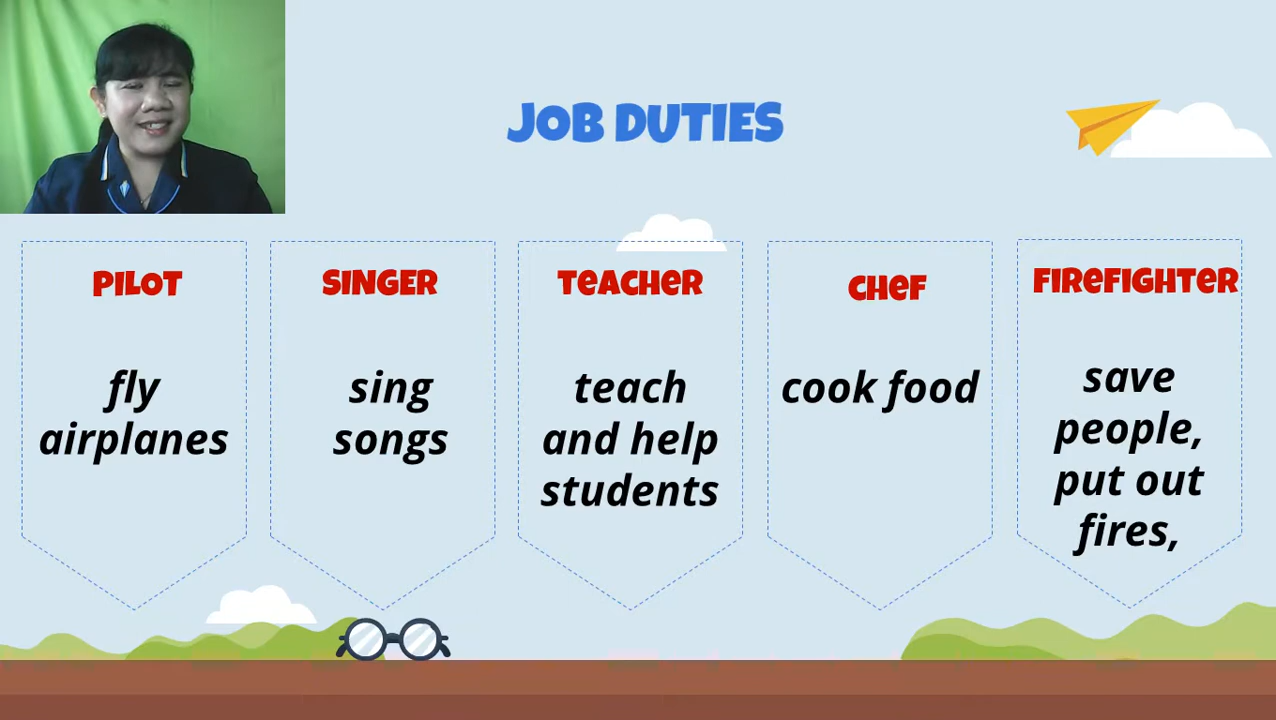 JOB DUTIES
PILOT
fly
airplanes
SINGER
sing
songs
TEACHER
teach
and help
students
CHEF
cook food
FIREFIGHTER
save
people,
put out
fires,